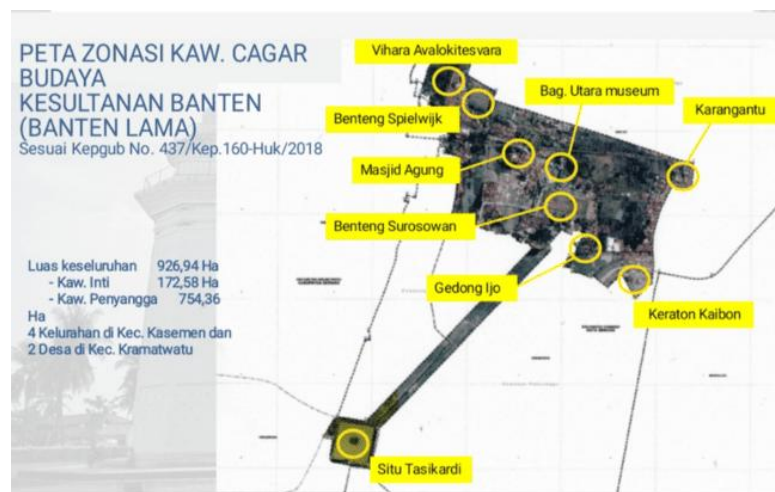 PETA ZONASI KAW. CAGAR
BUDAYA
KESULTANAN BANTEN
(BANTEN LAMA)
Sesuai Kepgub No. 437/Kep.160-Huk/2018
Luas keseluruhan 926,94 Ha
- Kaw. Inti 172,58 Ha
- Kaw. Penyangga 754,36
Ha
4 Kelurahan di Kec. Kasemen dan
2 Desa di Kec. Kramatwatu
Vihara Avalokitesvara
Bag. Utara museum
Karangantu
Benteng Spielwijk
Masjid Agung
Benteng Surosowan
Gedong Ijo
Keraton Kaibon
Situ Tasikardi